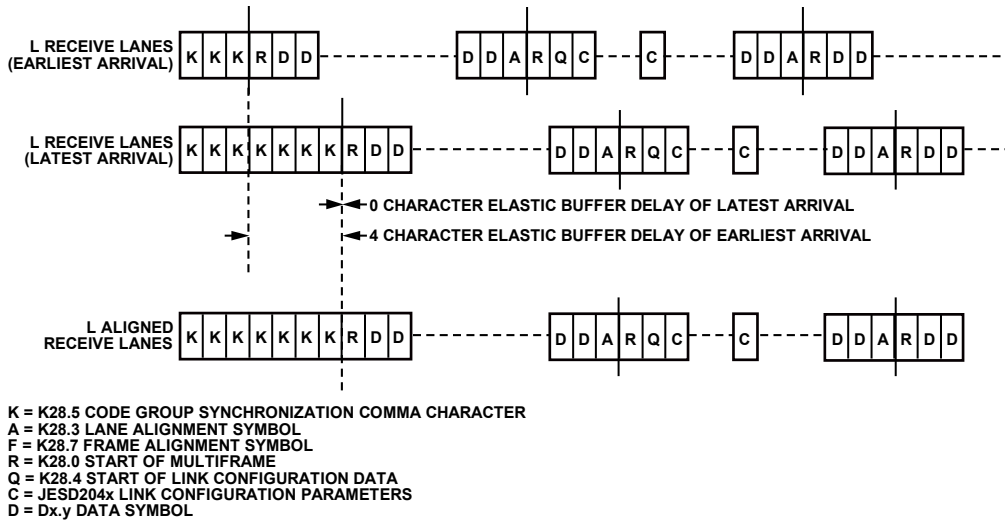 L RECEIVE LANES
(EARLIEST ARRIVAL)
K K K R D D
D D A R Q C
C
D D A R D D
L RECEIVE LANES
(LATEST ARRIVAL)
K K K K K K K R D D
D D A R Q C
C
D D A R D D
0 CHARACTER ELASTIC BUFFER DELAY OF LATEST ARRIVAL
4 CHARACTER ELASTIC BUFFER DELAY OF EARLIEST ARRIVAL
L ALIGNED
RECEIVE LANES
K K K K K K K R D D
D D A R Q C
C
D D A R D D
K = K28.5 CODE GROUP SYNCHRONIZATION COMMA CHARACTER
A = K28.3 LANE ALIGNMENT SYMBOL
F = K28.7 FRAME ALIGNMENT SYMBOL
R = K28.0 START OF MULTIFRAME
Q = K28.4 START OF LINK CONFIGURATION DATA
C = JESD204x LINK CONFIGURATION PARAMETERS
D = Dx.y DATA SYMBOL